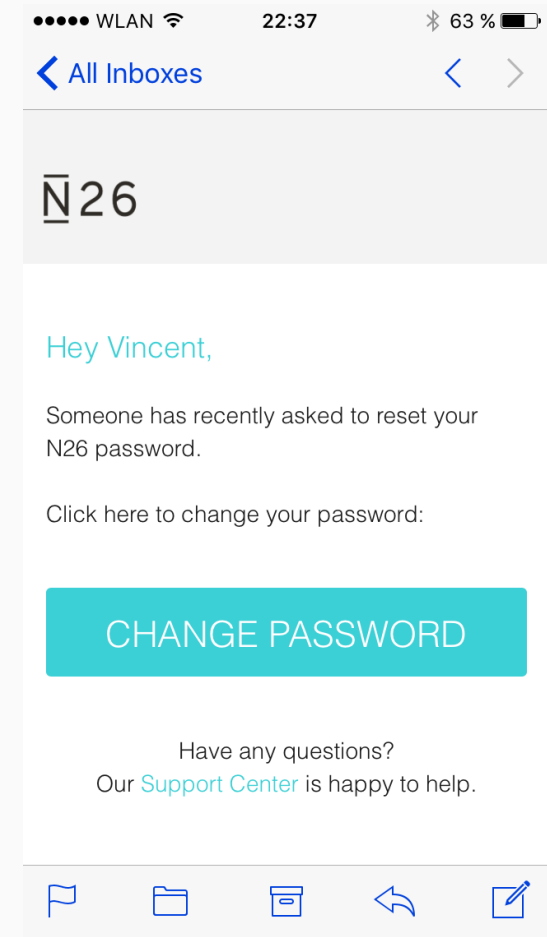 WLAN 22:37 63 %
All Inboxes
N26
Hey Vincent,
Someone has recently asked to reset your
N26 password.
Click here to change your password:
CHANGE PASSWORD
Have any questions?
Our Support Center is happy to help.